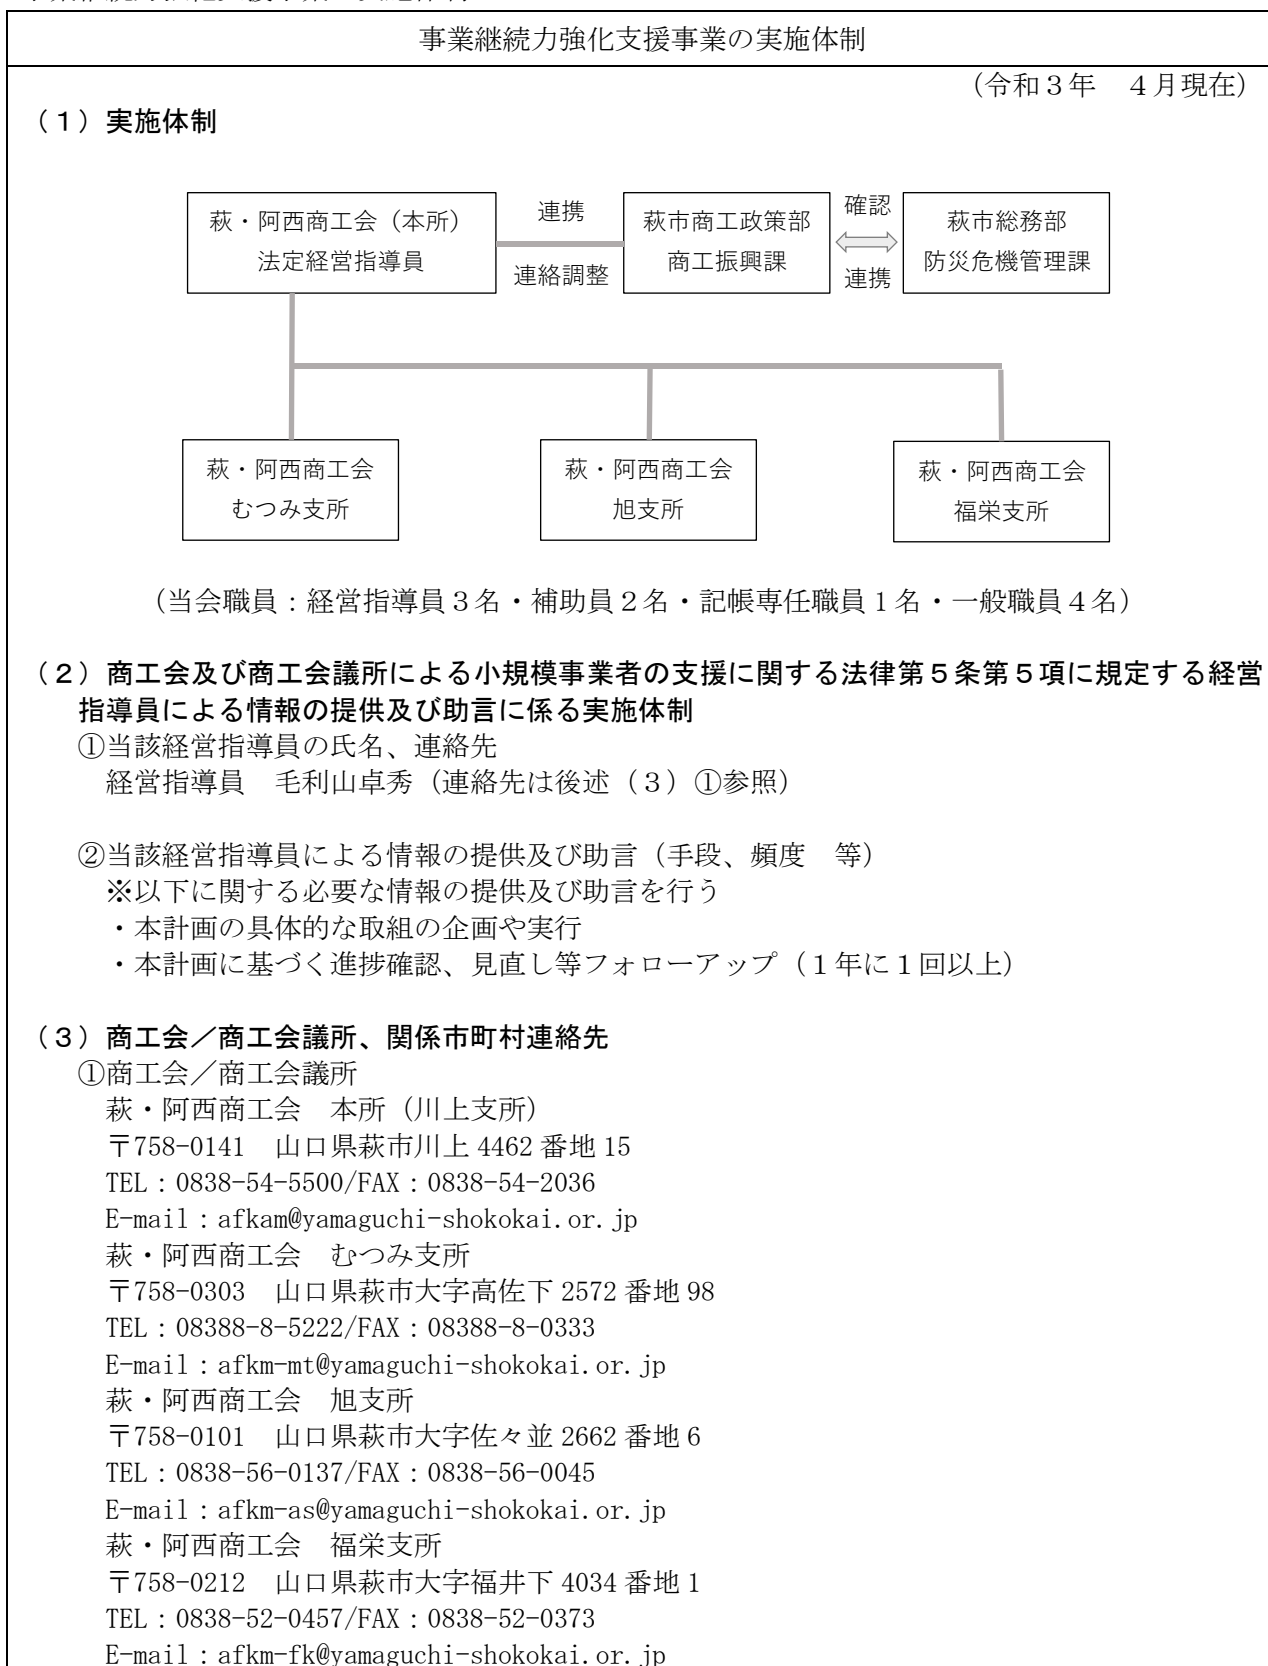 事業継続力強化支援事業の実施体制
（令和３年　４月現在）
（１）実施体制
萩・阿西商工会（本所）
法定経営指導員
連携
連絡調整
萩市商工政策部
商工振興課
確認
連携
萩市総務部
防災危機管理課
萩・阿西商工会
むつみ支所
萩・阿西商工会
旭支所
萩・阿西商工会
福栄支所
（当会職員：経営指導員３名・補助員２名・記帳専任職員１名・一般職員４名）
（２）商工会及び商工会議所による小規模事業者の支援に関する法律第５条第５項に規定する経営
指導員による情報の提供及び助言に係る実施体制
①当該経営指導員の氏名、連絡先
経営指導員　毛利山卓秀（連絡先は後述（３）①参照）
②当該経営指導員による情報の提供及び助言（手段、頻度　等）
※以下に関する必要な情報の提供及び助言を行う
・本計画の具体的な取組の企画や実行
・本計画に基づく進捗確認、見直し等フォローアップ（１年に１回以上）
（３）商工会／商工会議所、関係市町村連絡先
①商工会／商工会議所
萩・阿西商工会　本所（川上支所）
〒758-0141　山口県萩市川上 4462 番地 15
TEL：0838-54-5500/FAX：0838-54-2036
E-mail：afkam@yamaguchi-shokokai.or.jp
萩・阿西商工会　むつみ支所
〒758-0303　山口県萩市大字高佐下 2572 番地 98
TEL：08388-8-5222/FAX：08388-8-0333
E-mail：afkm-mt@yamaguchi-shokokai.or.jp
萩・阿西商工会　旭支所
〒758-0101　山口県萩市大字佐々並 2662 番地 6
TEL：0838-56-0137/FAX：0838-56-0045
E-mail：afkm-as@yamaguchi-shokokai.or.jp
萩・阿西商工会　福栄支所
〒758-0212　山口県萩市大字福井下 4034 番地 1
TEL：0838-52-0457/FAX：0838-52-0373
E-mail：afkm-fk@yamaguchi-shokokai.or.jp